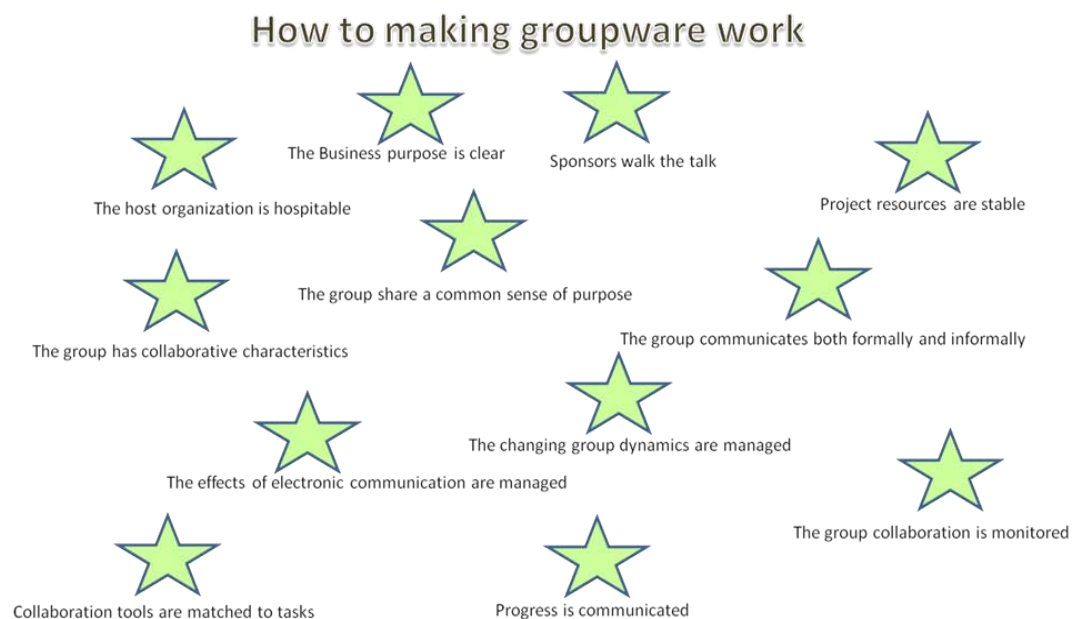 How to making groupware work
The Business purpose is clear
Sponsors walk the talk
The host organization is hospitable
Project resources are stable
The group share a common sense of purpose
The group has collaborative characteristics
The group communicates both formally and informally
The changing group dynamics are managed
The effects of electronic communication are managed
The group collaboration is monitored
Collaboration tools are matched to tasks
Progress is communicated